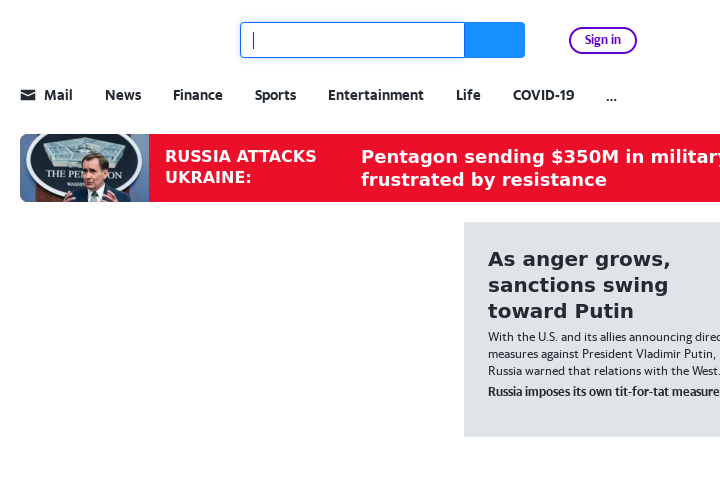 Sign in
Mail News Finance Sports Entertainment Life COVID-19 ...
THE PENTAGON
WASHIN
RUSSIA ATTACKS
UKRAINE:
Pentagon sending $350M in military
frustrated by resistance
As anger grows,
sanctions swing
toward Putin
With the U.S. and its allies announcing direc
measures against President Vladimir Putin,
Russia warned that relations with the West.
Russia imposes its own tit-for-tat measure